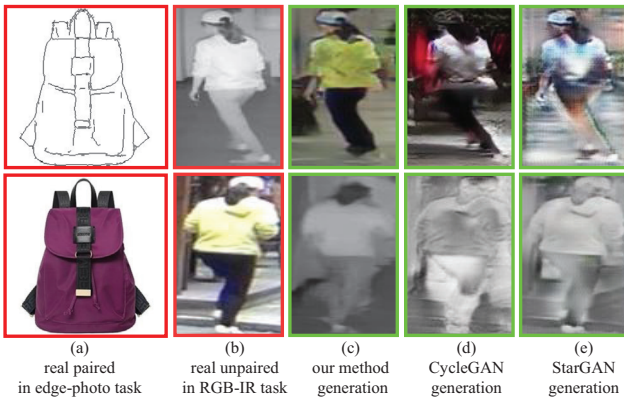 (a) (b) (c) (d) (e)
real paired real unpaired our method CycleGAN StarGAN
in edge-photo task in RGB-IR task generation generation generation